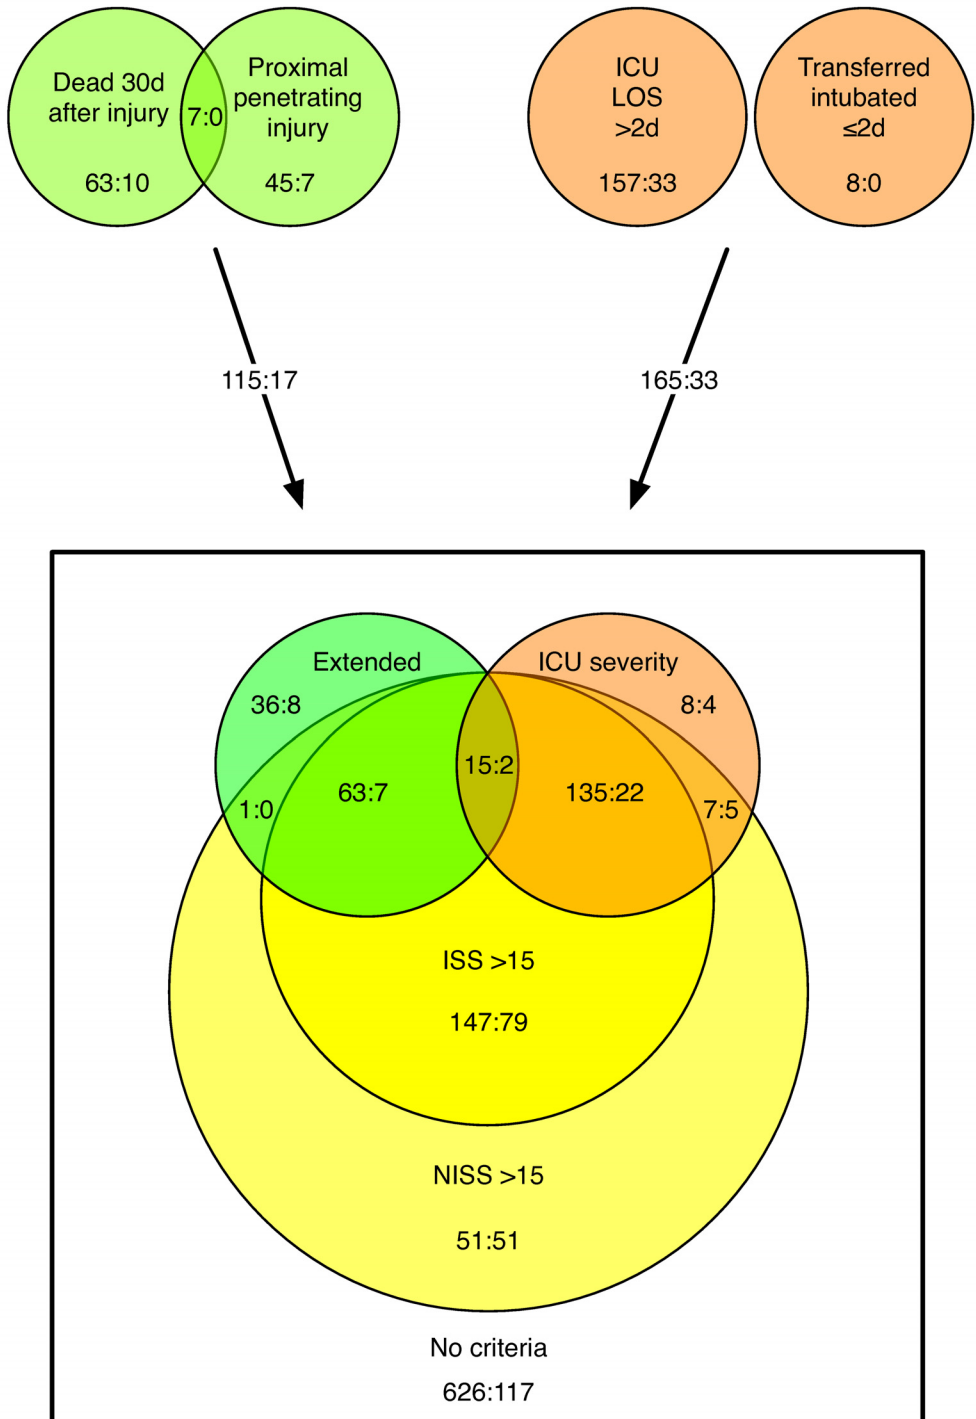 Dead 30d
after injury
63:10
7:0
Proximal
penetrating
injury
45:7
ICU
LOS
>2d
157:33
Transferred
intubated
≤2d
8:0
115:17
165:33
Extended
36:8
ICU severity
8:4
63:7
15:2
135:22
1:0
7:5
ISS >15
147:79
NISS >15
51:51
No criteria
626:117